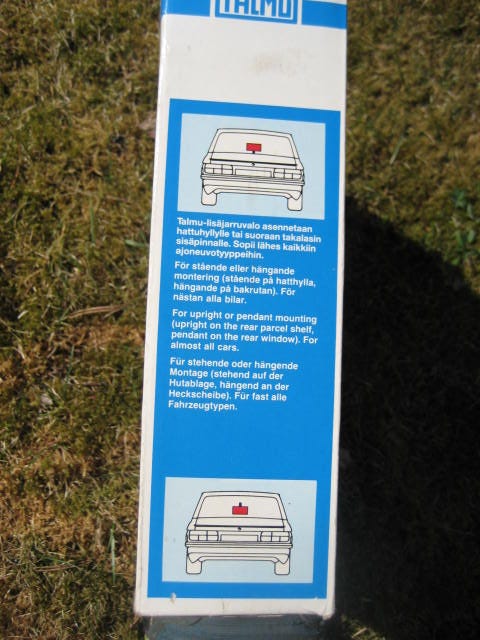 TALMU
Talmu-lisäjarruvalo asennetaan
hattuhyllylle tai suoraan takalasin
sisäpinnalle. Sopii lähes kaikkiin
ajoneuvotyyppeihin.
För stående eller hängande
montering (stående på hatthylla,
hängande på bakrutan). För
nästan alla bilar.
For upright or pendant mounting
(upright on the rear parcel shelf,
pendant on the rear window). For
almost all cars.
Für stehende oder hängende
Montage (stehend auf der
Hutablage, hängend an der
Heckscheibe). Für fast alle
Fahrzeugtypen.